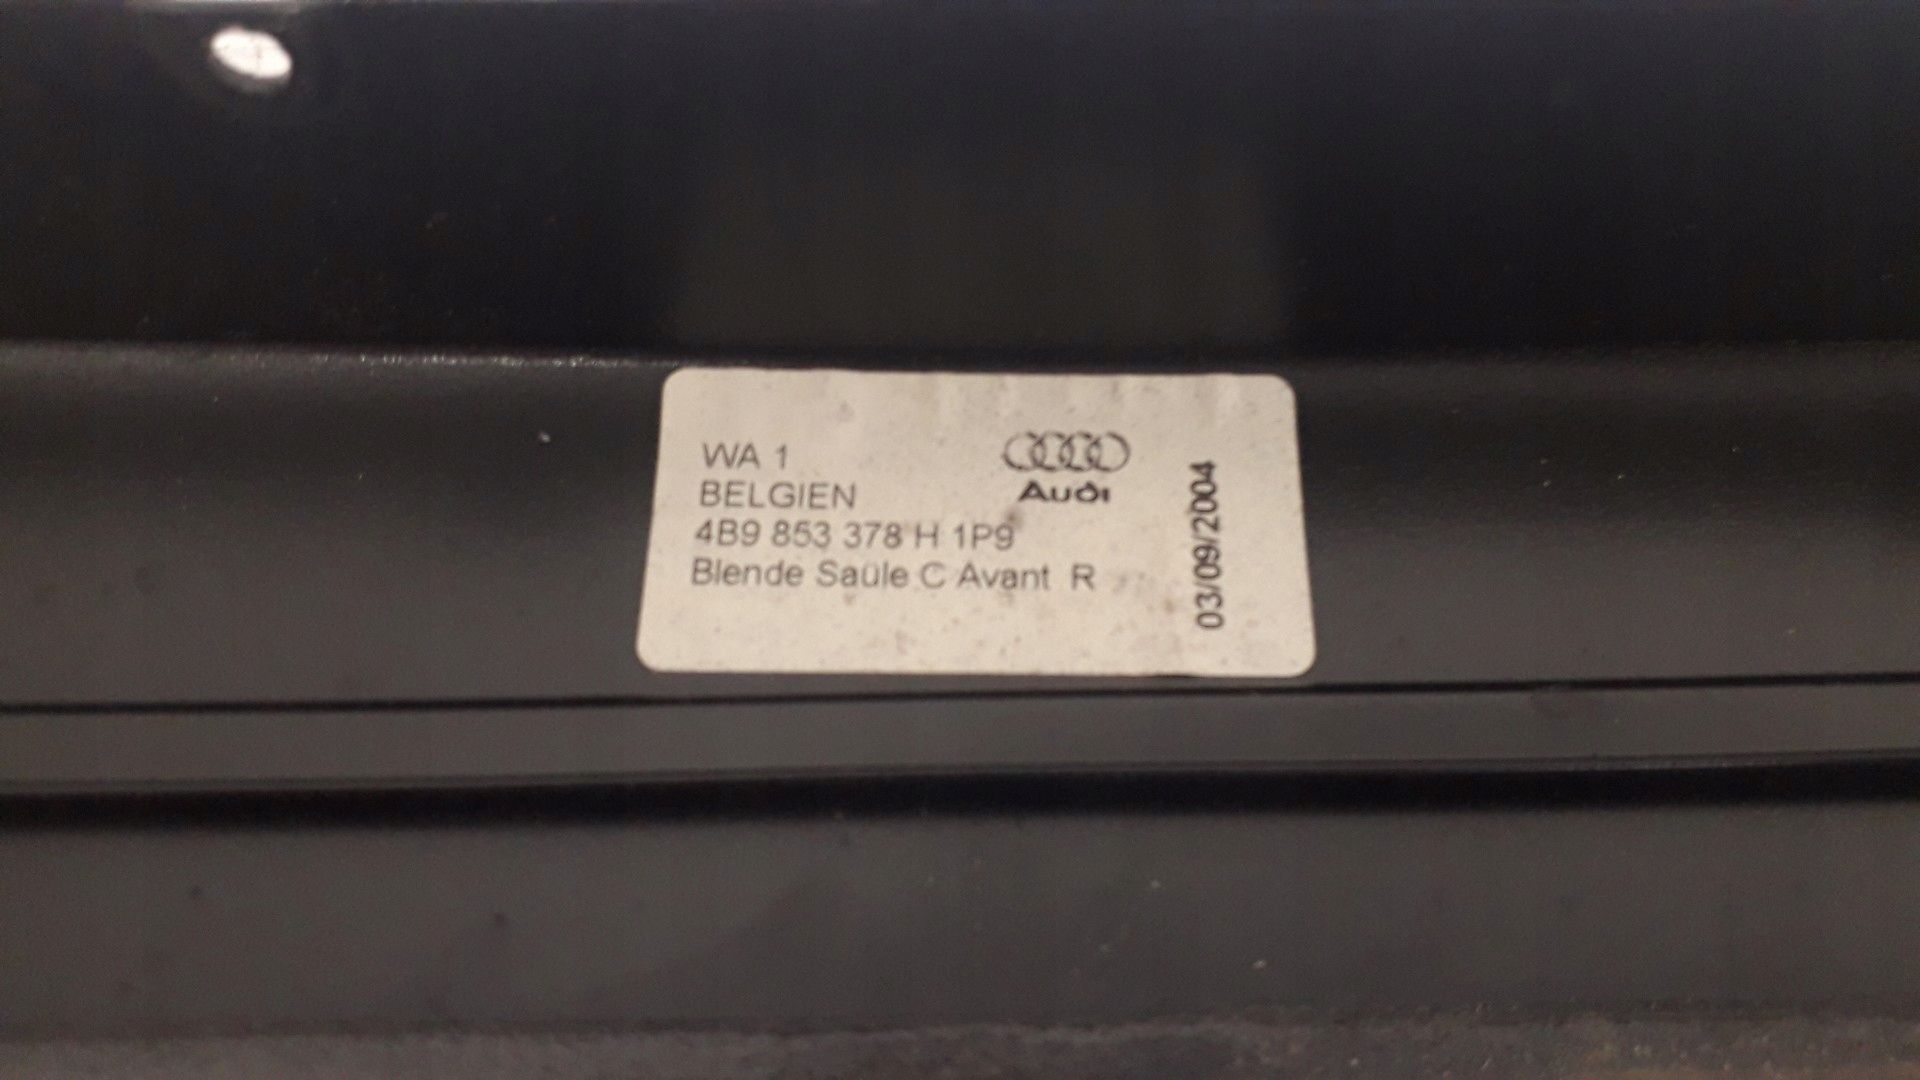 WA 1
BELGIEN
4B9 853 378 H 1P9
Blende Saüle C Avant R
Audi
03/09/2004